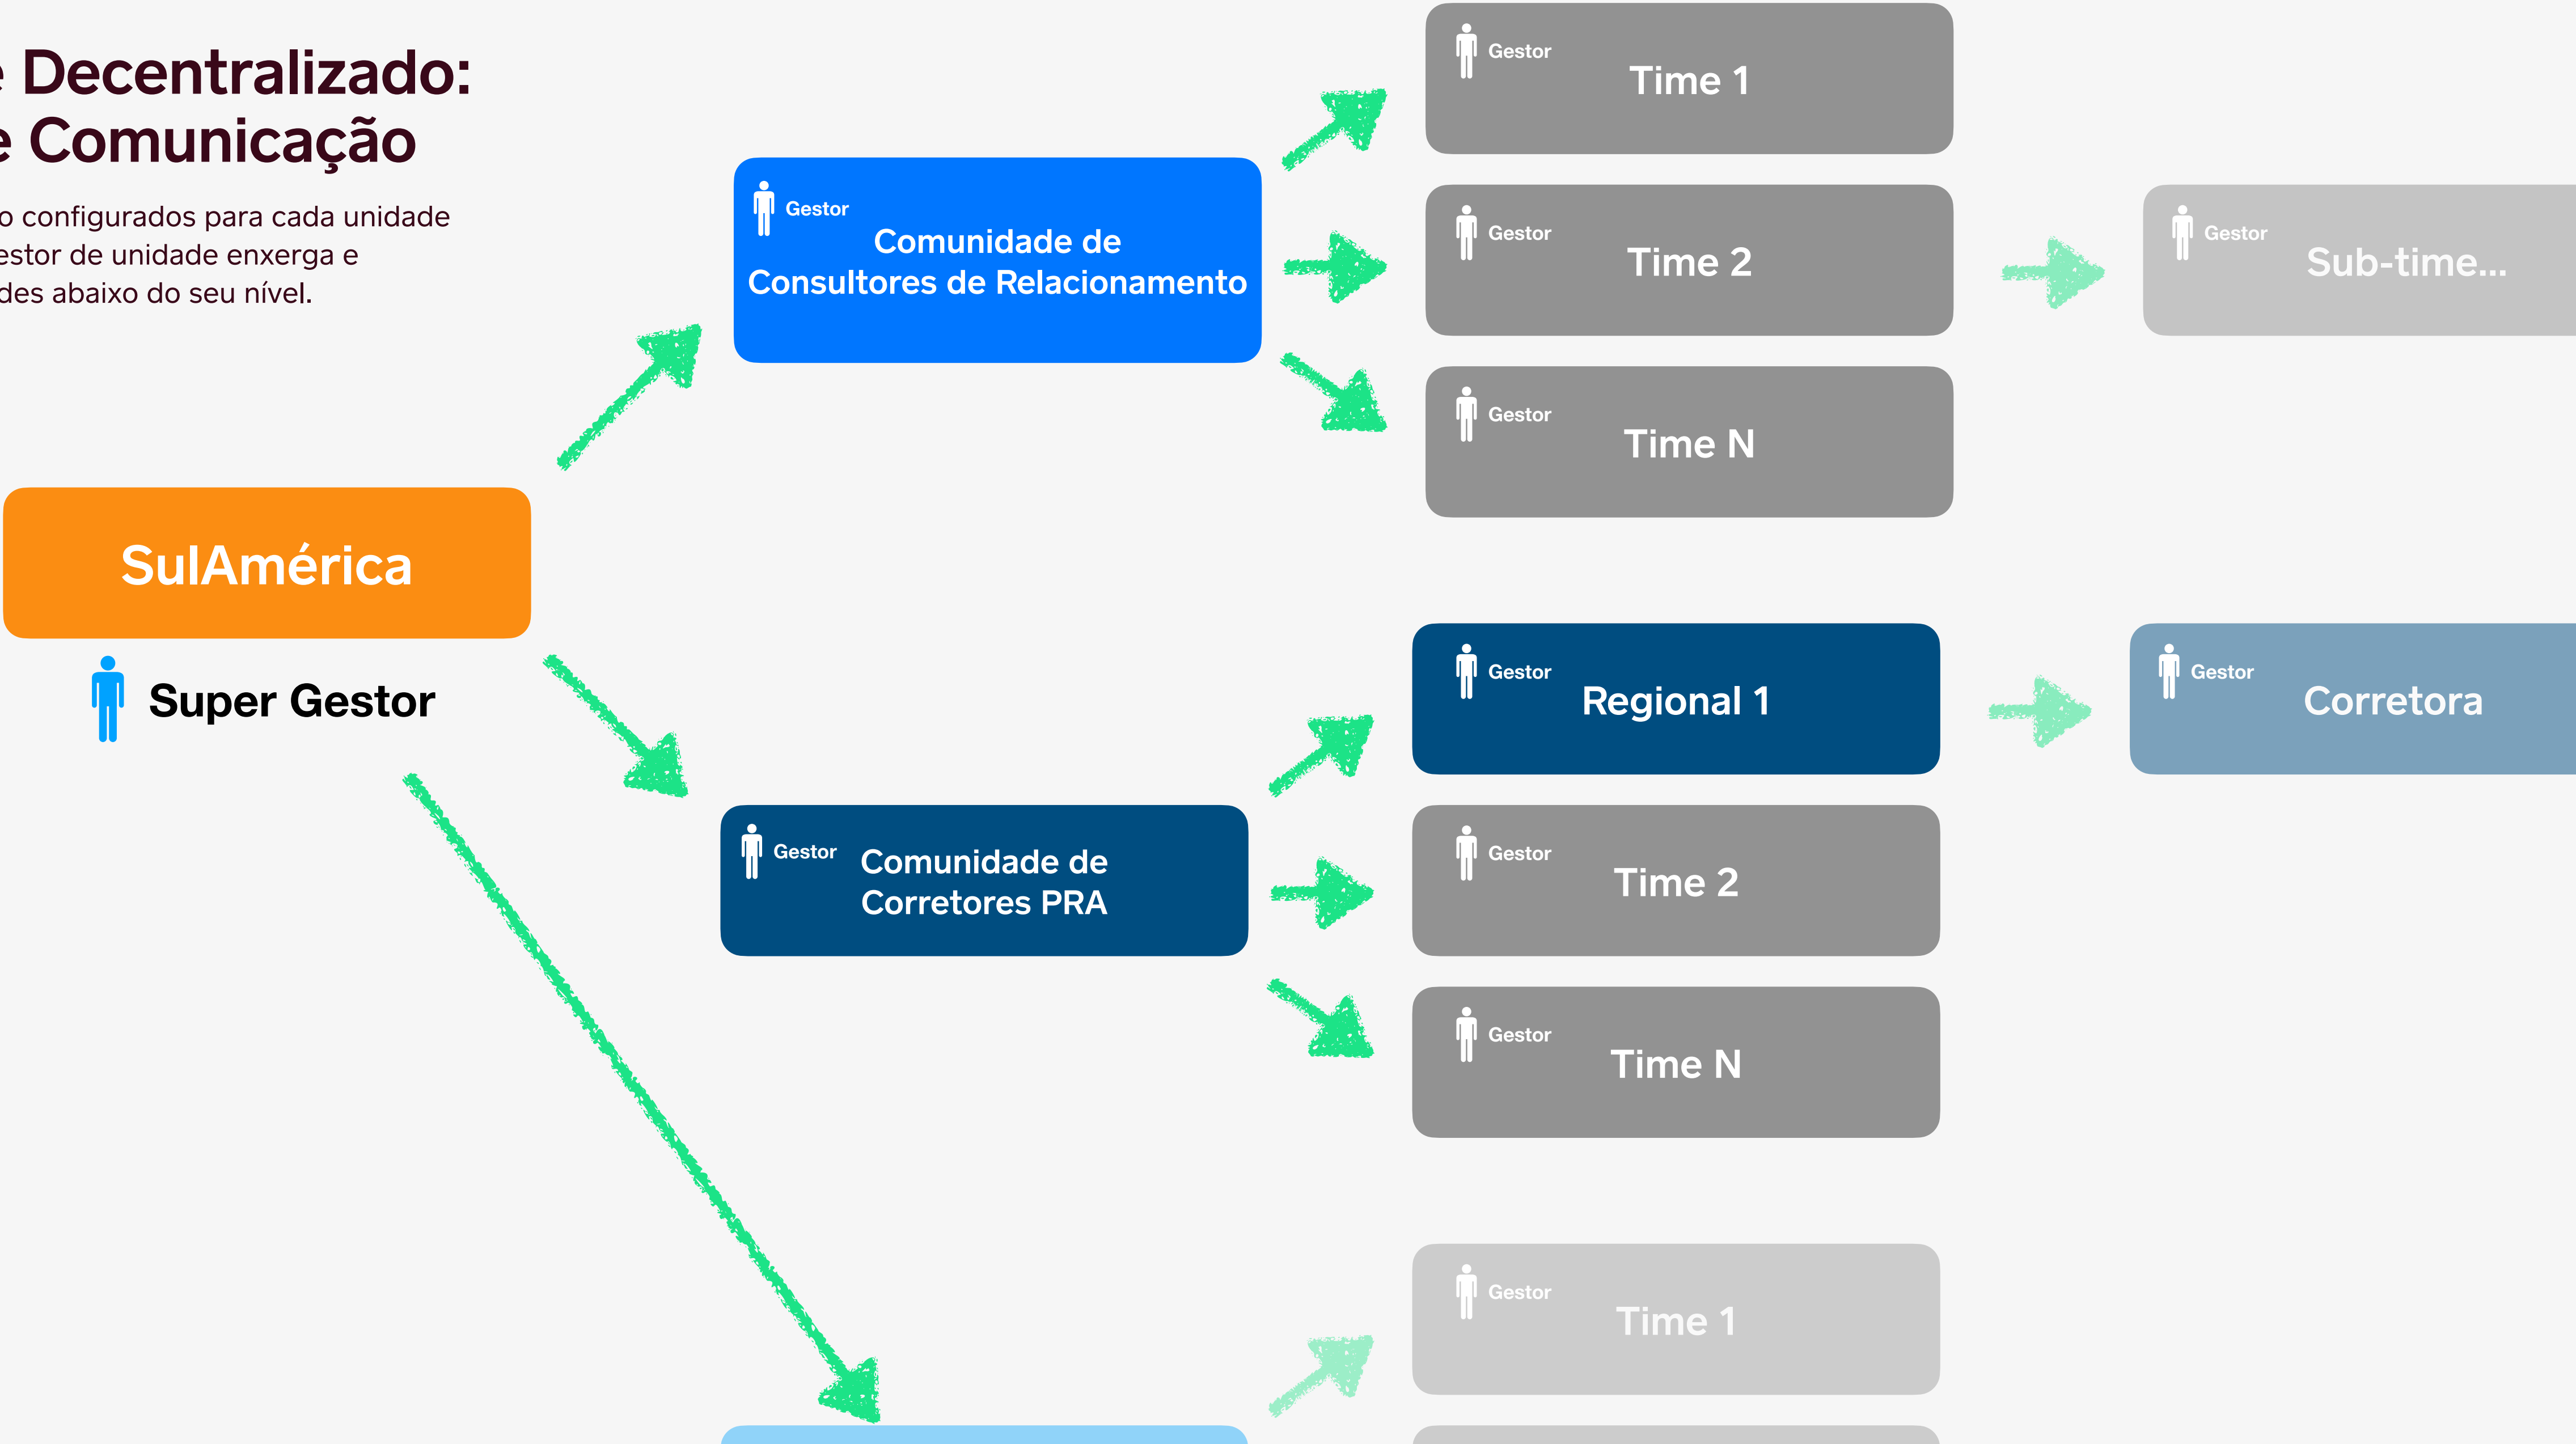 e Decentralizado:
e Comunicação
o configurados para cada unidade
estor de unidade enxerga e
des abaixo do seu nível.
SulAmérica
Super Gestor
Gestor
Comunidade de
Consultores de Relacionamento
Gestor
Time 1
Gestor
Time 2
Gestor
Sub-time...
Gestor
Time N
Gestor
Comunidade de
Corretores PRA
Gestor
Regional 1
Gestor
Corretora
Gestor
Time 2
Gestor
Time N
Gestor
Time 1